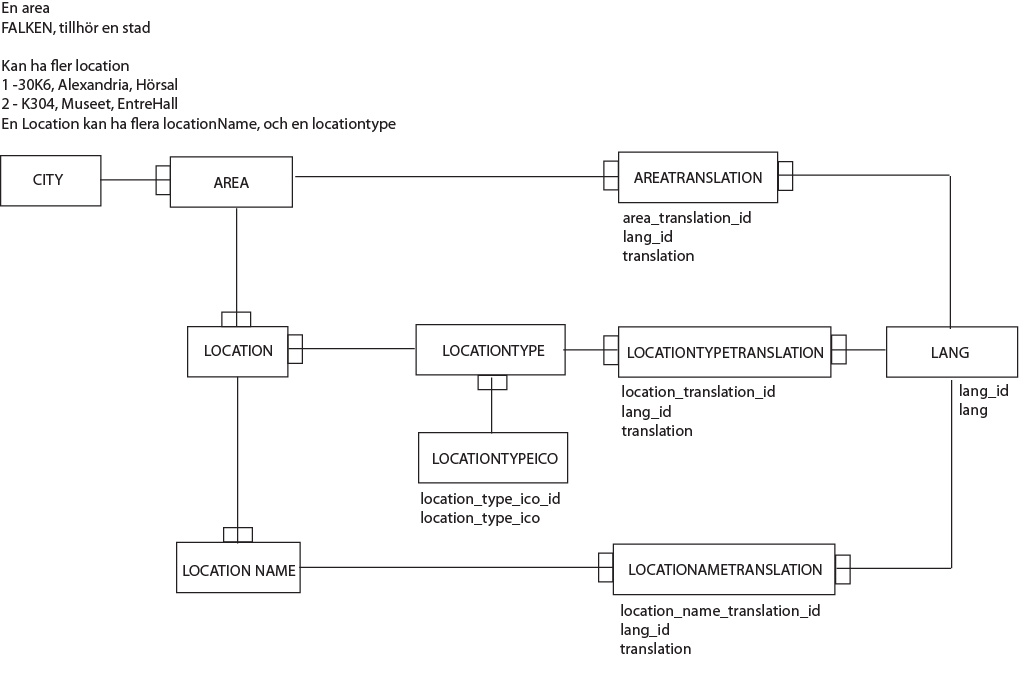 En area
FALKEN, tillhör en stad
Kan ha fler location
1 -30K6, Alexandria, Hörsal
2 - K304, Museet, EntreHall
En Location kan ha flera locationName, och en locationtype
CITY
AREA
AREATRANSLATION
area_translation_id
lang_id
translation
LOCATION
LOCATIONTYPE
LOCATIONTYPETRANSLATION
LANG
location_translation_id
lang_id
translation
lang_id
lang
LOCATIONTYPEICO
location_type_ico_id
location_type_ico
LOCATION NAME
LOCATIONAMETRANSLATION
location_name_translation_id
lang_id
translation